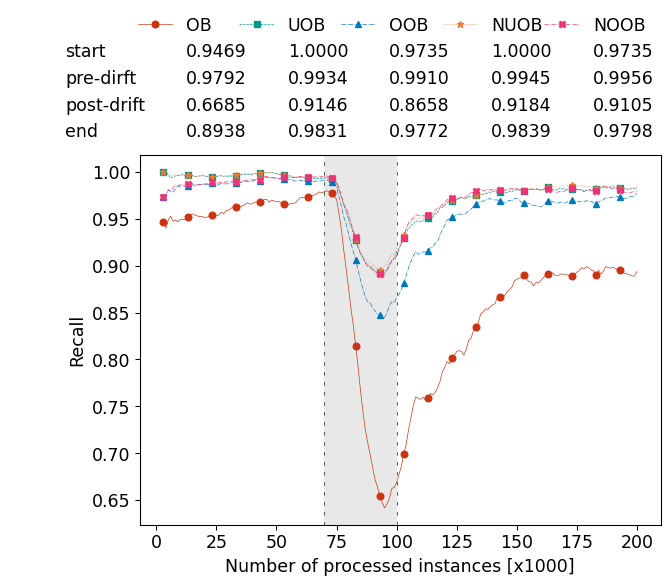 OB UOB OOB NUOB NOOB
start 0.9469 1.0000 0.9735 1.0000 0.9735
pre-dirft 0.9792 0.9934 0.9910 0.9945 0.9956
post-drift 0.6685 0.9146 0.8658 0.9184 0.9105
end 0.8938 0.9831 0.9772 0.9839 0.9798
1.00
0.95
0.90
0.85
0.80
0.75
0.70
0.65
Recall
0 25 50 75 100 125 150 175 200
Number of processed instances [x1000]